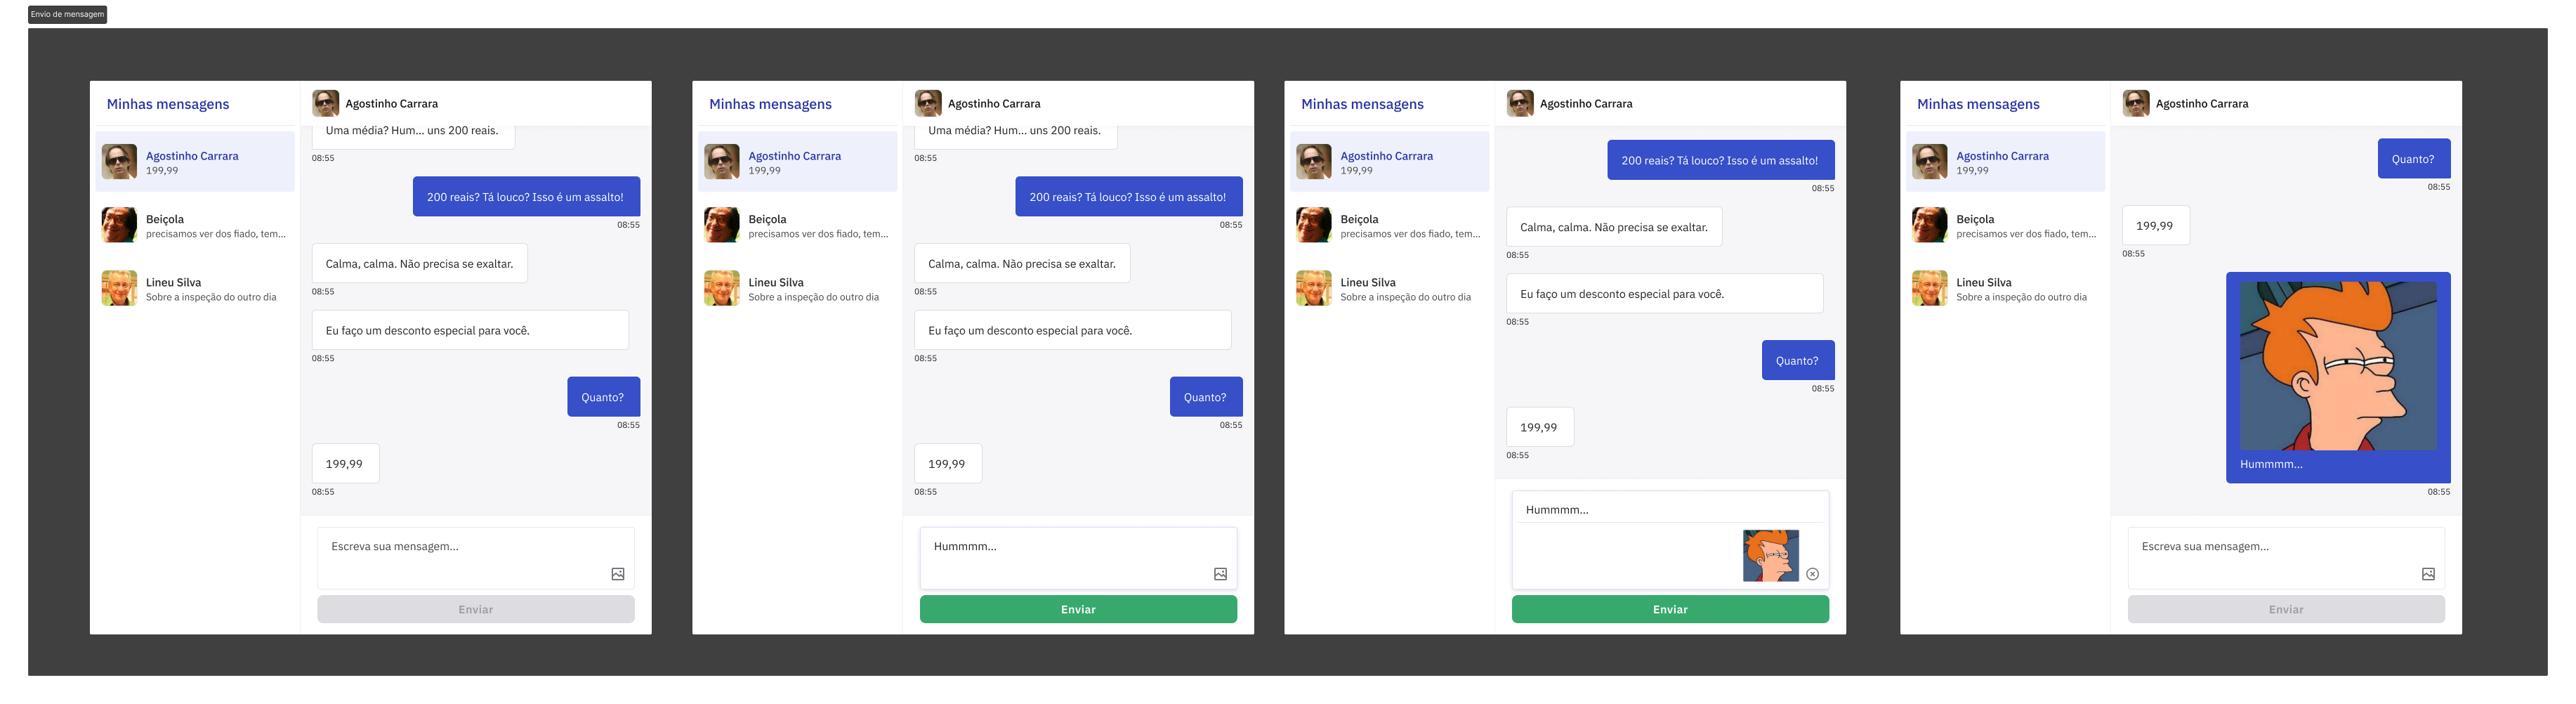 Envio de mensagem
Minhas mensagens
Agostinho Carrara
199,99
Beiçola
precisamos ver dos fiado, tem...
Lineu Silva
Sobre a inspeção do outro dia
Agostinho Carrara
Uma média? Hum... uns 200 reais.
08:55
200 reais? Tá louco? Isso é um assalto!
08:55
Calma, calma. Não precisa se exaltar.
08:55
Eu faço um desconto especial para você.
08:55
Quanto?
08:55
199,99
08:55
Escreva sua mensagem...
Enviar
Minhas mensagens
Agostinho Carrara
199,99
Beiçola
precisamos ver dos fiado, tem...
Lineu Silva
Sobre a inspeção do outro dia
Agostinho Carrara
Uma média? Hum... uns 200 reais.
08:55
200 reais? Tá louco? Isso é um assalto!
08:55
Calma, calma. Não precisa se exaltar.
08:55
Eu faço um desconto especial para você.
08:55
Quanto?
08:55
199,99
08:55
Hummmm...
Enviar
Minhas mensagens
Agostinho Carrara
199,99
Beiçola
precisamos ver dos fiado, tem...
Lineu Silva
Sobre a inspeção do outro dia
Agostinho Carrara
200 reais? Tá louco? Isso é um assalto!
08:55
Calma, calma. Não precisa se exaltar.
08:55
Eu faço um desconto especial para você.
08:55
Quanto?
08:55
199,99
08:55
Hummmm...
Enviar
Minhas mensagens
Agostinho Carrara
199,99
Beiçola
precisamos ver dos fiado, tem...
Lineu Silva
Sobre a inspeção do outro dia
Agostinho Carrara
Quanto?
08:55
199,99
08:55
Hummmm...
08:55
Escreva sua mensagem...
Enviar